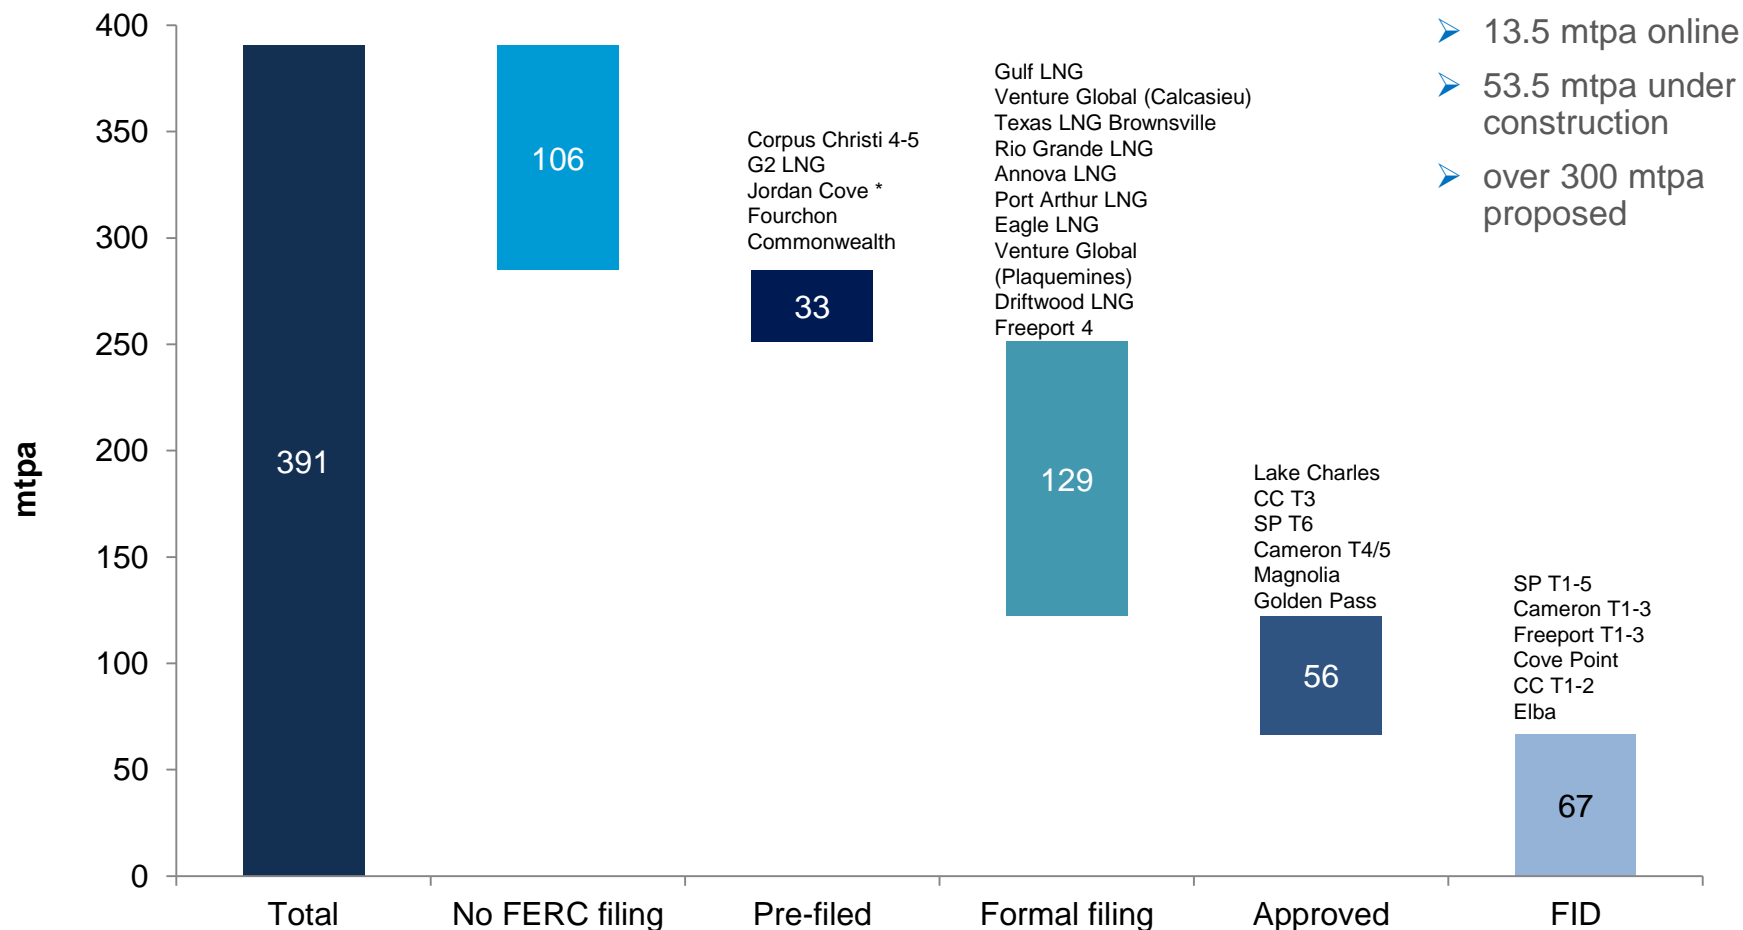 400
350
300
250
200
150
100
50
0
mtpa
391
106
Corpus Christi 4-5
G2 LNG
Jordan Cove *
Fourchon
Commonwealth
33
Gulf LNG
Venture Global (Calcasieu)
Texas LNG Brownsville
Rio Grande LNG
Annova LNG
Port Arthur LNG
Eagle LNG
Venture Global
(Plaquemines)
Driftwood LNG
Freeport 4
129
Lake Charles
CC T3
SP T6
Cameron T4/5
Magnolia
Golden Pass
56
SP T1-5
Cameron T1-3
Freeport T1-3
Cove Point
CC T1-2
Elba
67
➢ 13.5 mtpa online
➢ 53.5 mtpa under
construction
➢ over 300 mtpa
proposed
Total
No FERC filing
Pre-filed
Formal filing
Approved
FID